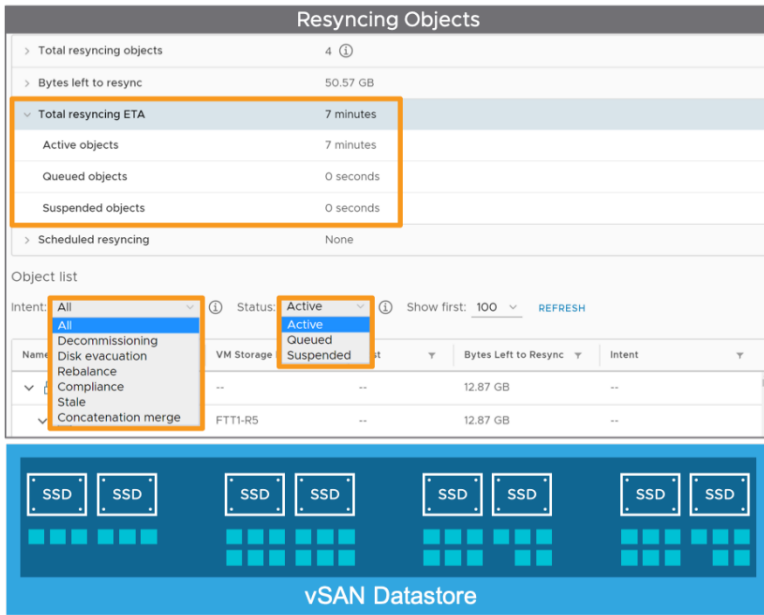 Resyncing Objects
Total resyncing objects 4
Bytes left to resync 50.57 GB
Total resyncing ETA 7 minutes
Active objects 7 minutes
Queued objects 0 seconds
Suspended objects 0 seconds
Scheduled resyncing None
Object list
Intent: All Status: Active Show first: 100 REFRESH
All
Decommissioning
Disk evacuation
Rebalance
Compliance
Stale
Concatenation merge
Active
Queued
Suspended
Name VM Storage Bytes Left to Resync Intent
-- -- 12.87 GB --
FTT1-R5 -- 12.87 GB --
SSD SSD SSD SSD SSD SSD SSD SSD
vSAN Datastore